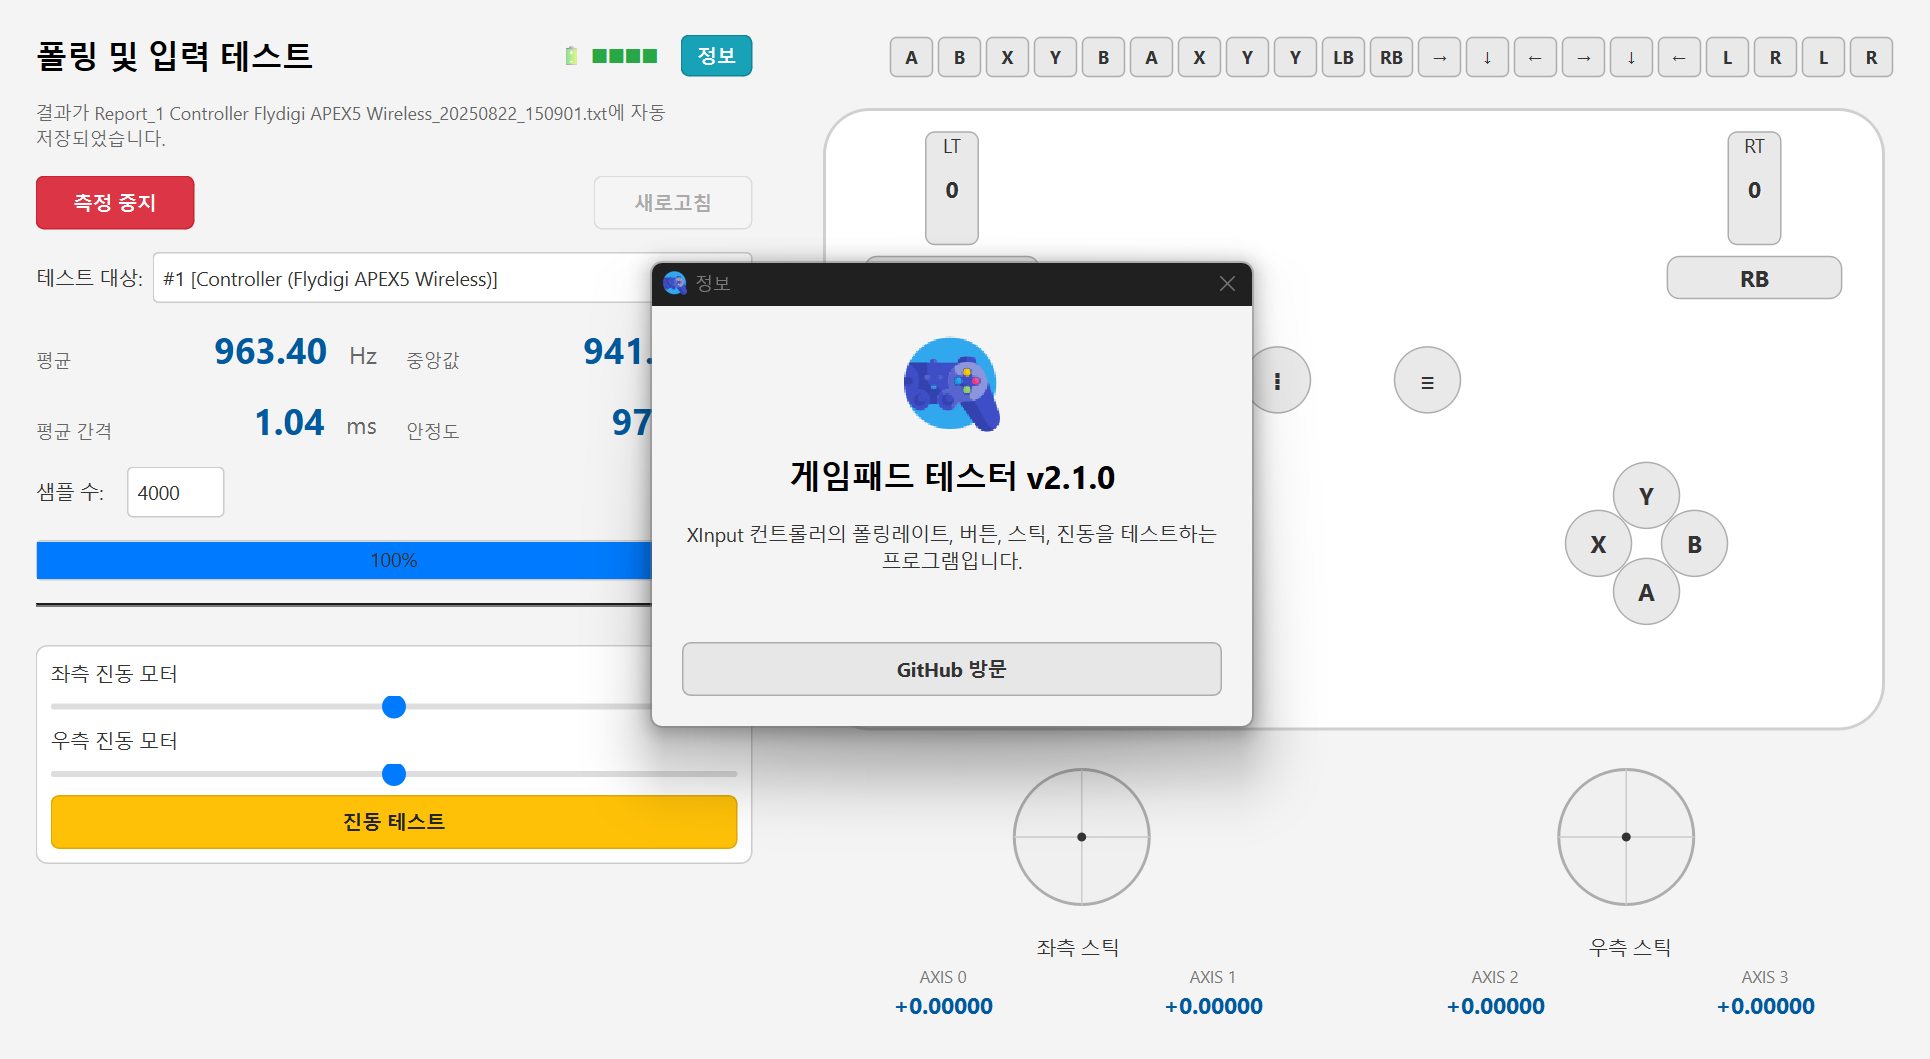 폴링 및 입력 테스트
정보
A B X Y B A X Y Y LB RB → ↓ ← → ↓ ← L R L R
결과가 Report_1 Controller Flydigi APEX5 Wireless_20250822_150901.txt에 자동
저장되었습니다.
측정 중지
새로고침
테스트 대상:
#1 [Controller (Flydigi APEX5 Wireless)]
평균 963.40 Hz 중앙값 941.
평균 간격 1.04 ms 안정도 97
샘플 수: 4000
100%
좌측 진동 모터
우측 진동 모터
진동 테스트
정보
게임패드 테스터 v2.1.0
XInput 컨트롤러의 폴링레이트, 버튼, 스틱, 진동을 테스트하는
프로그램입니다.
GitHub 방문
LT
0
RT
0
RB
Y
X B
A
좌측 스틱
우측 스틱
AXIS 0 AXIS 1 AXIS 2 AXIS 3
+0.00000 +0.00000 +0.00000 +0.00000